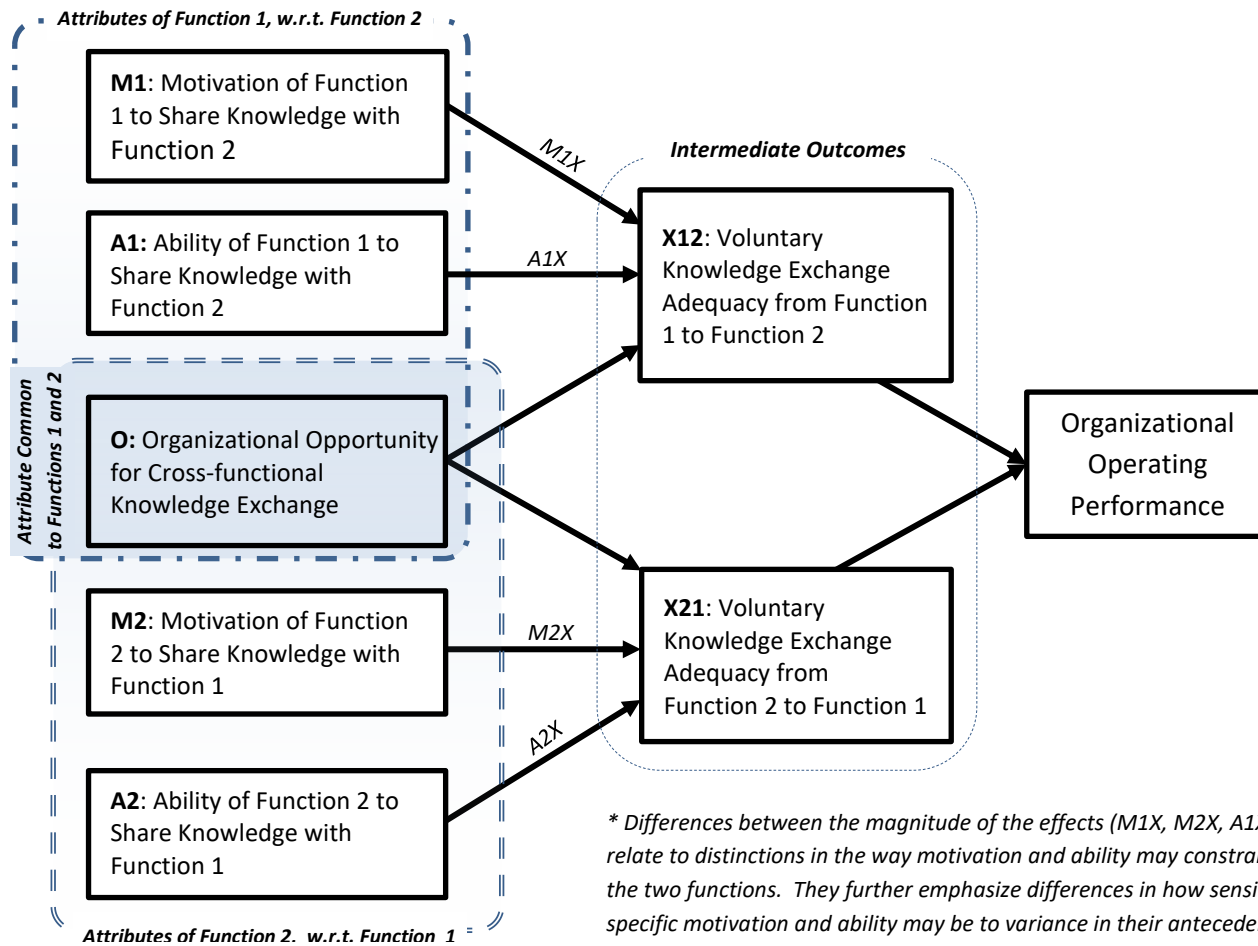 Attributes of Function 1, w.r.t. Function 2
M1: Motivation of Function
1 to Share Knowledge with
Function 2
A1: Ability of Function 1 to
Share Knowledge with
Function 2
Attribute Common
to Functions 1 and 2
O: Organizational Opportunity
for Cross-functional
Knowledge Exchange
M2: Motivation of Function
2 to Share Knowledge with
Function 1
A2: Ability of Function 2 to
Share Knowledge with
Function 1
Attributes of Function 2, w.r.t. Function 1
M1X
A1X
M2X
A2X
Intermediate Outcomes
X12: Voluntary
Knowledge Exchange
Adequacy from Function
1 to Function 2
X21: Voluntary
Knowledge Exchange
Adequacy from
Function 2 to Function 1
Organizational
Operating
Performance
* Differences between the magnitude of the effects (M1X, M2X,
relate to distinctions in the way motivation and ability may
the two functions. They further emphasize differences in how
specific motivation and ability may be to variance in their